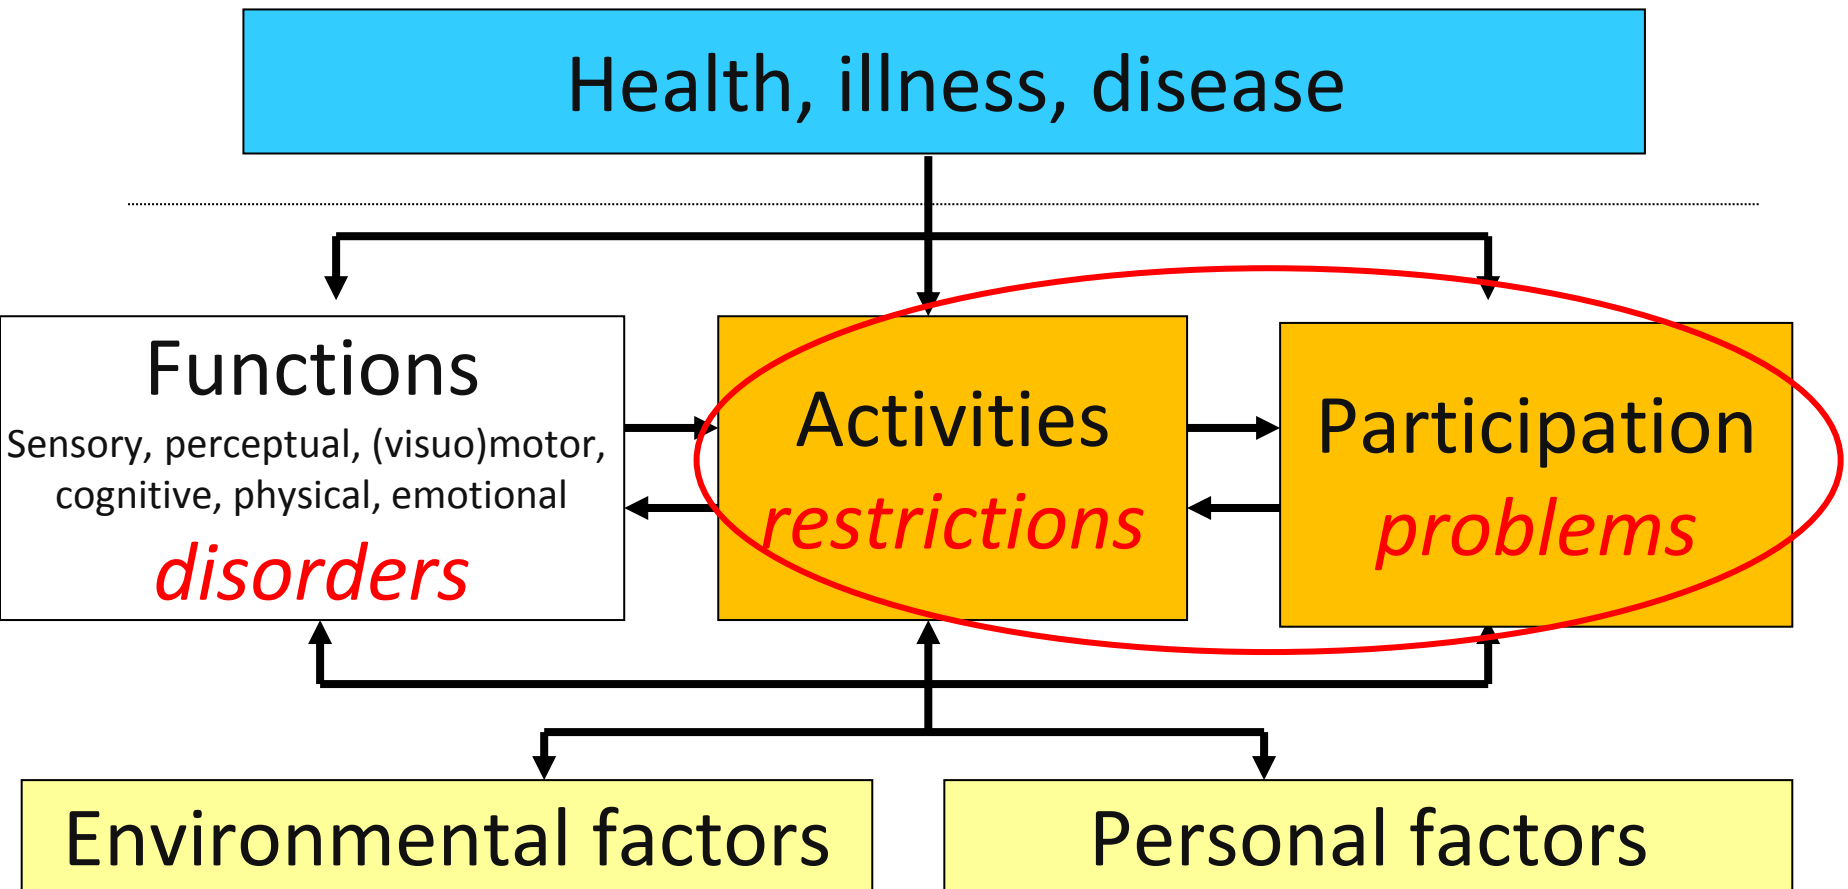 Health, illness, disease
Functions
Sensory, perceptual, (visuo)motor,
cognitive, physical, emotional
disorders
Activities
restrictions
Participation
problems
Environmental factors
Personal factors